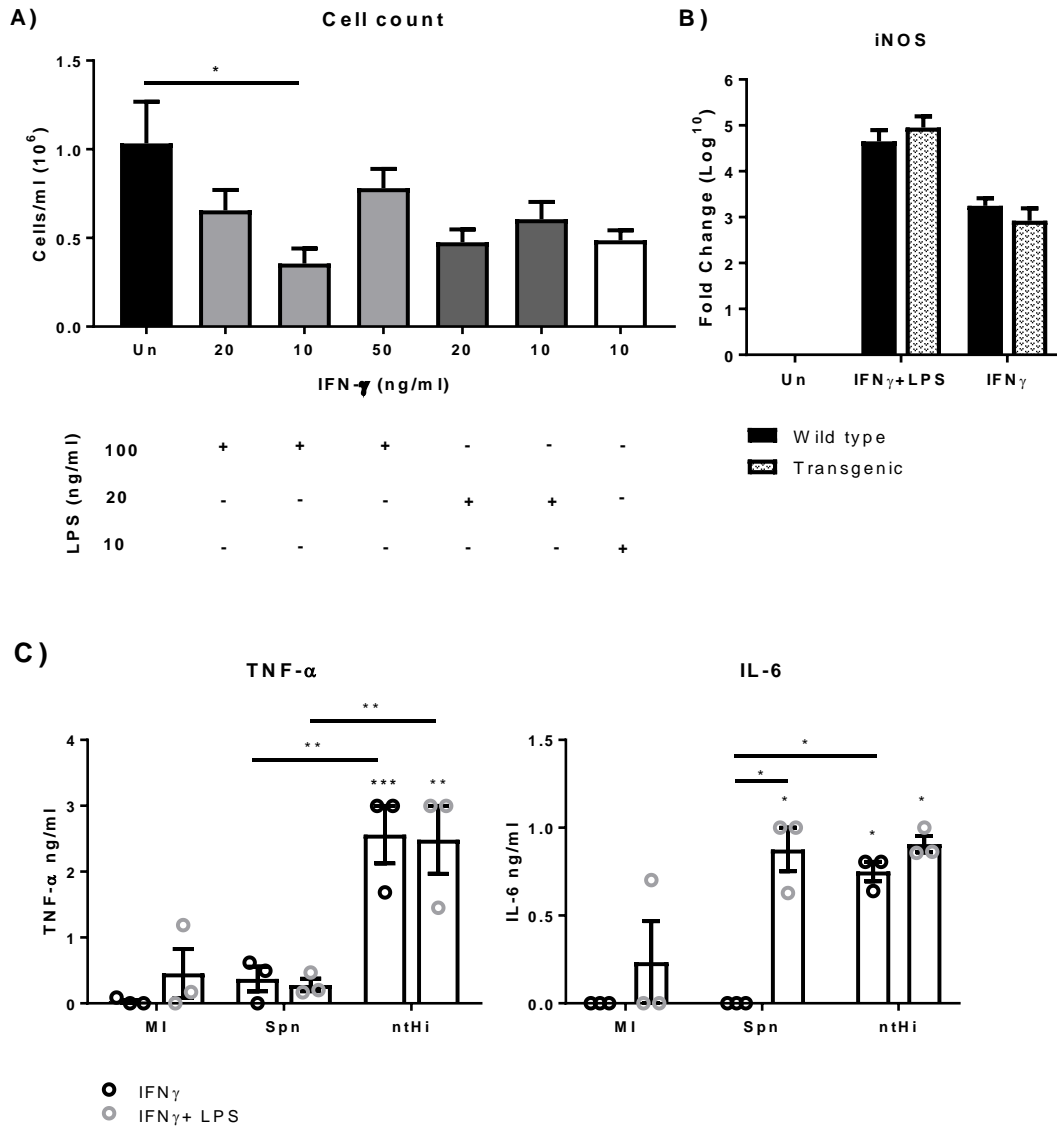 A)
Cell count
Cells/ml (10⁶)
1.5
1.0
0.5
0.0
*
Un 20 10 50 20 10 10
IFN-γ (ng/ml)
LPS (ng/ml)
100 + + + - - -
20 - - - + + -
10 - - - - - +
B)
iNOS
Fold Change (Log¹⁰)
6
5
4
3
2
1
0
Un IFNγ+LPS IFNγ
Wild type
Transgenic
C)
TNF-α
TNF-α ng/ml
4
3
2
1
0
**
**
*** **
MI Spn ntHi
IL-6
IL-6 ng/ml
1.5
1.0
0.5
0.0
*
*
* * *
MI Spn ntHi
IFNγ
IFNγ+ LPS